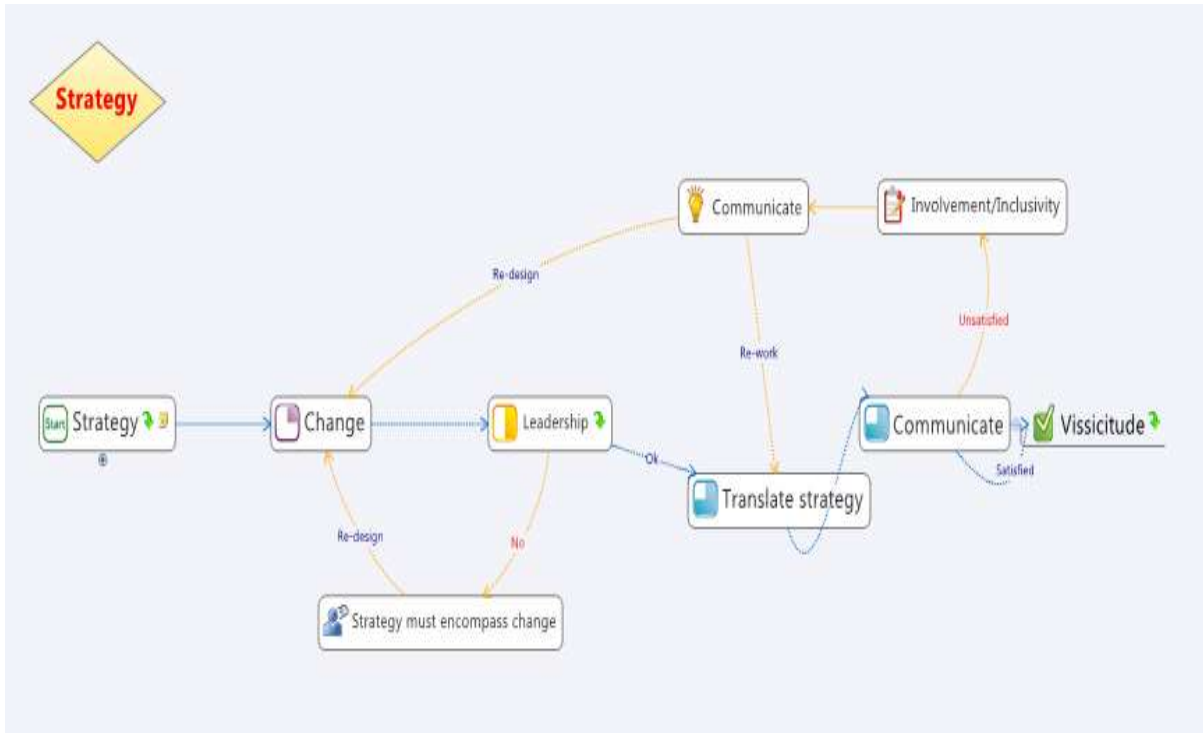 Strategy
Communicate
Involvement/Inclusivity
Re-design
Unsatisfied
Re-work
Start Strategy
Change
Leadership
Communicate
Vissicitude
Ok
Satisfied
Translate strategy
Re-design
No
Strategy must encompass change